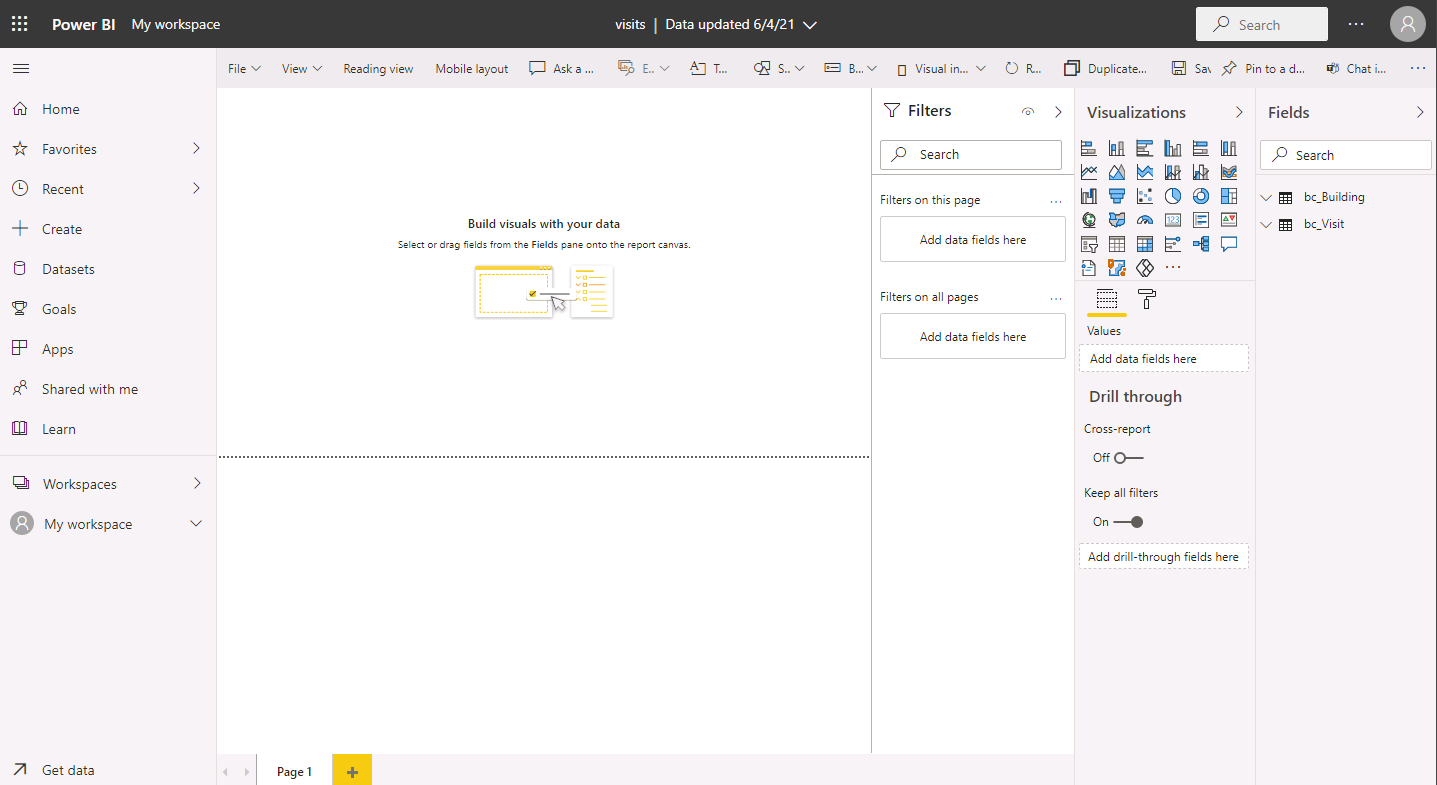 Power BI My workspace visits | Data updated 6/4/21 Search ...
File View Reading view Mobile layout Ask a ... E.. T... S.. B... Visual in... R... Duplicate... Sav Pin to a d... Chat i... ...
Home
Favorites
Recent
Create
Datasets
Goals
Apps
Shared with me
Learn
Workspaces
My workspace
Get data
Build visuals with your data
Select or drag fields from the Fields pane onto the report canvas.
Page 1
+
Filters
Search
Filters on this page ...
Add data fields here
Filters on all pages ...
Add data fields here
Visualizations
123
...
Values
Add data fields here
Drill through
Cross-report
Off
Keep all filters
On
Add drill-through fields here
Fields
Search
bc_Building
bc_Visit